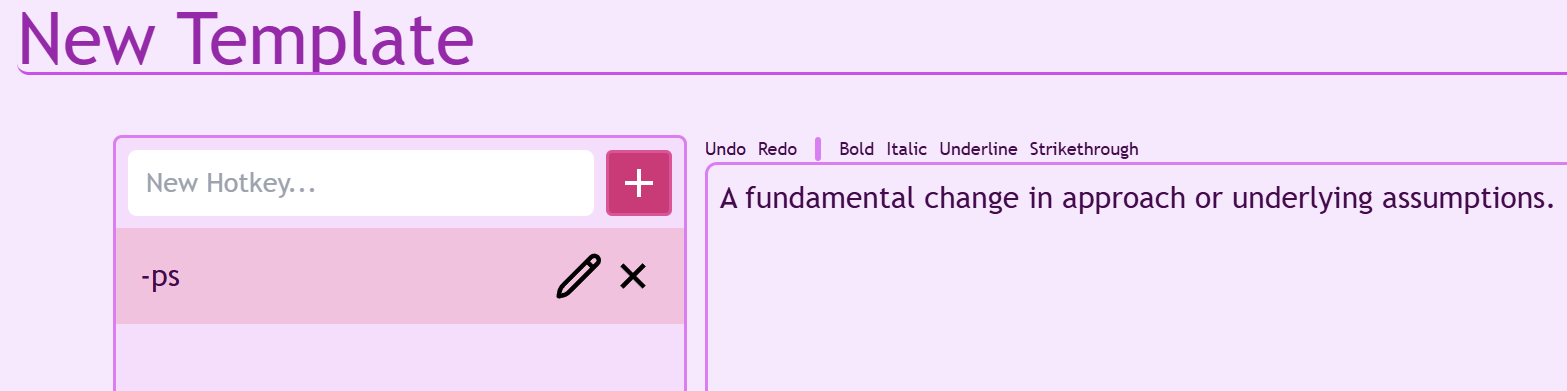 New Template
New Hotkey...
-ps
Undo Redo Bold Italic Underline Strikethrough
A fundamental change in approach or underlying assumptions.